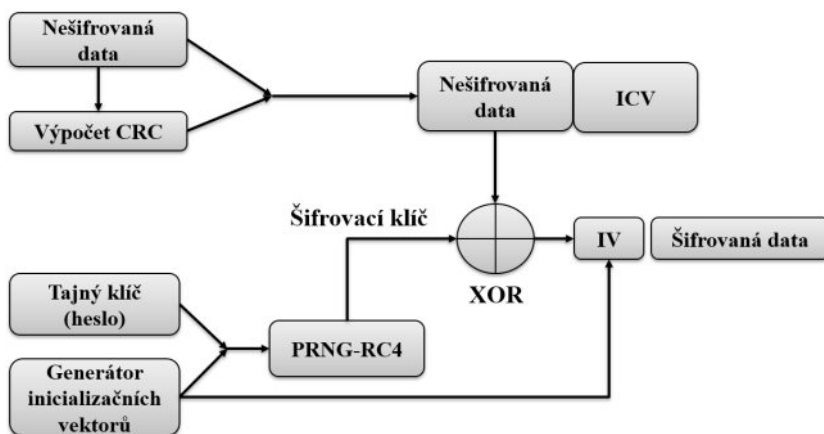 Nešifrovaná
data
Výpočet CRC
Nešifrovaná
data
ICV
Šifrovací klíč
XOR
IV
Šifrovaná data
Tajný klíč
(heslo)
PRNG-RC4
Generátor
inicializačních
vektorů